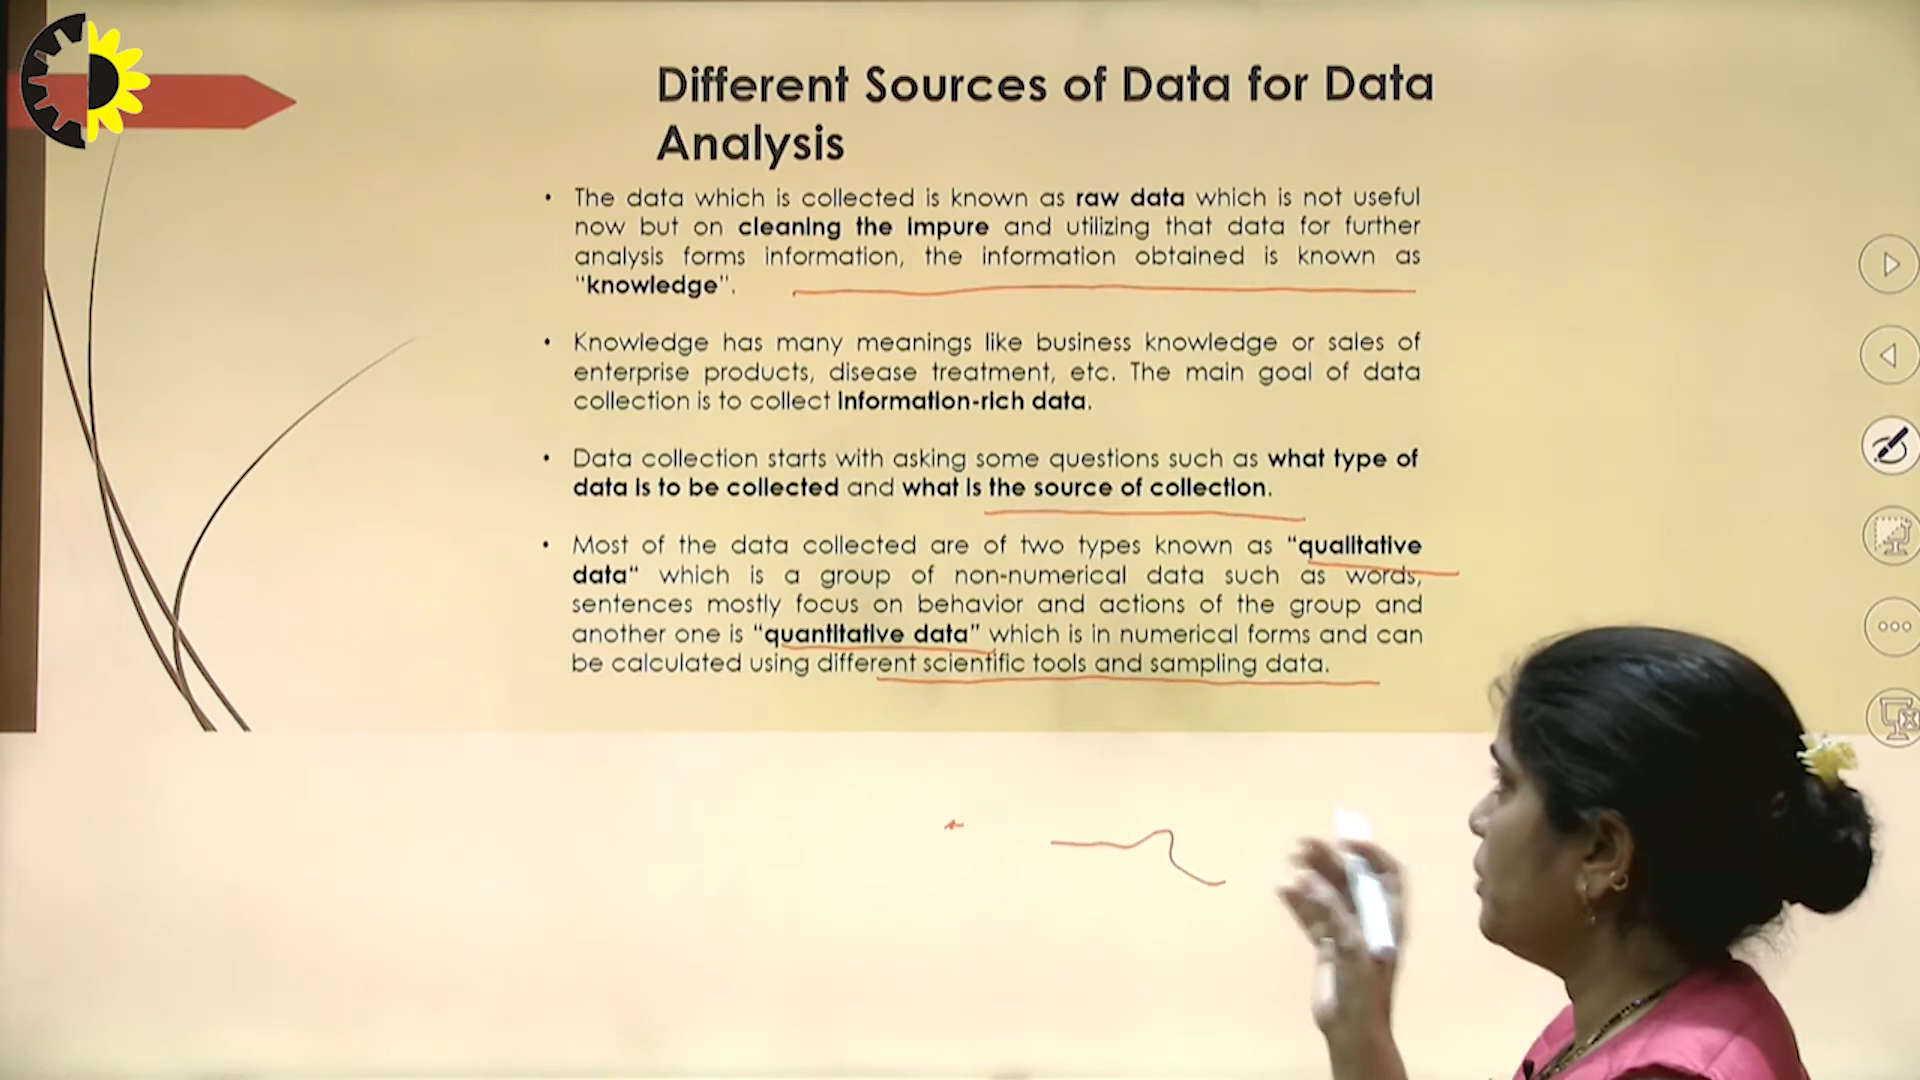 Different Sources of Data for Data
Analysis
• The data which is collected is known as raw data which is not useful
now but on cleaning the impure and utilizing that data for further
analysis forms information, the information obtained is known as
"knowledge".
• Knowledge has many meanings like business knowledge or sales of
enterprise products, disease treatment, etc. The main goal of data
collection is to collect information-rich data.
• Data collection starts with asking some questions such as what type of
data is to be collected and what is the source of collection.
• Most of the data collected are of two types known as “qualitative
data“ which is a group of non-numerical data such as words,
sentences mostly focus on behavior and actions of the group and
another one is “quantitative data” which is in numerical forms and can
be calculated using different scientific tools and sampling data.